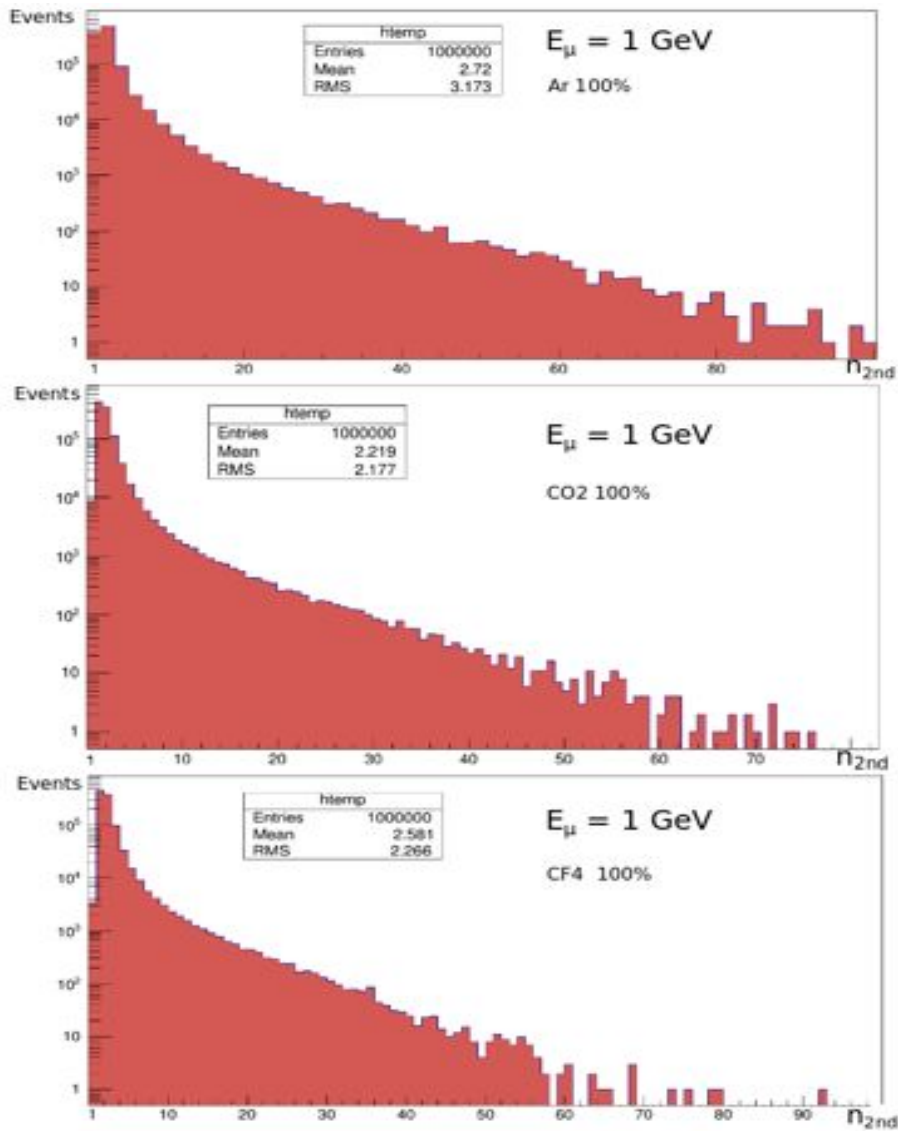 Events
htemp
Entries 1000000
Mean 2.72
RMS 3.173
E_μ = 1 GeV
Ar 100%
10^5
10^4
10^3
10^2
10
1
1 20 40 60 80
n_2nd
Events
htemp
Entries 1000000
Mean 2.219
RMS 2.177
E_μ = 1 GeV
CO2 100%
10^5
10^4
10^3
10^2
10
1
1 10 20 30 40 50 60 70
n_2nd
Events
htemp
Entries 1000000
Mean 2.581
RMS 2.266
E_μ = 1 GeV
CF4 100%
10^5
10^4
10^3
10^2
10
1
1 10 20 30 40 50 60 70 80 90
n_2nd